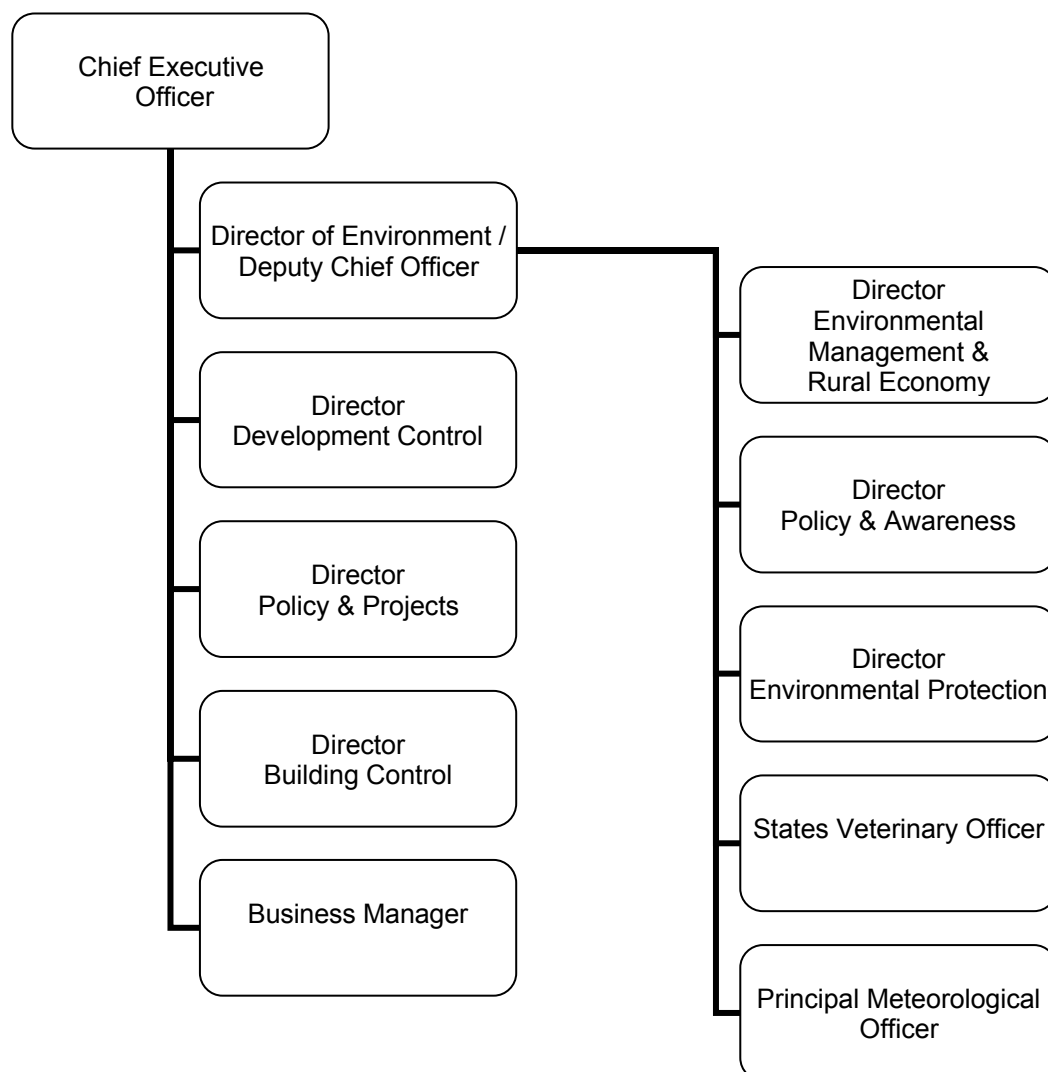 Chief Executive
Officer
Director of Environment /
Deputy Chief Officer
Director
Development Control
Director
Policy & Projects
Director
Building Control
Business Manager
Director
Environmental
Management &
Rural Economy
Director
Policy & Awareness
Director
Environmental Protection
States Veterinary Officer
Principal Meteorological
Officer